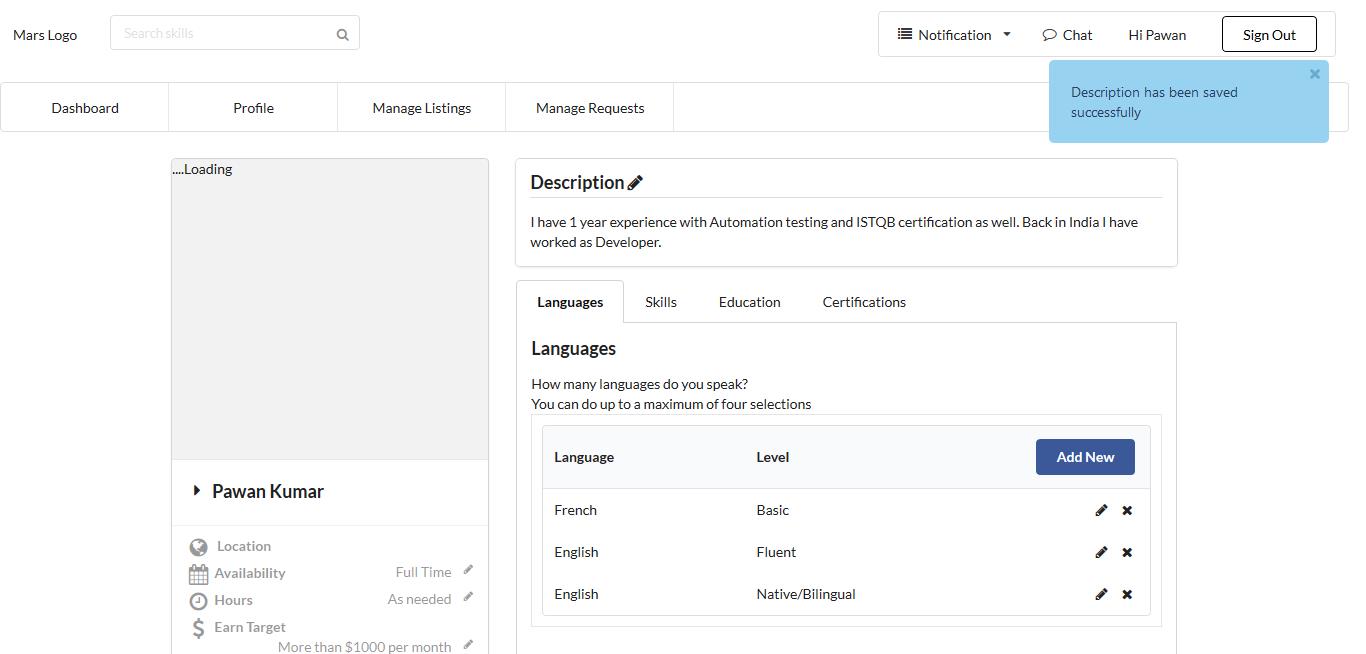 Mars Logo
Search skills
Notification
Chat
Hi Pawan
Sign Out
Description has been saved
successfully
Dashboard
Profile
Manage Listings
Manage Requests
....Loading
Pawan Kumar
Location
Availability
Full Time
Hours
As needed
Earn Target
More than $1000 per month
Description
I have 1 year experience with Automation testing and ISTQB certification as well. Back in India I have
worked as Developer.
Languages
Skills
Education
Certifications
Languages
How many languages do you speak?
You can do up to a maximum of four selections
Language
Level
Add New
French
Basic
English
Fluent
English
Native/Bilingual